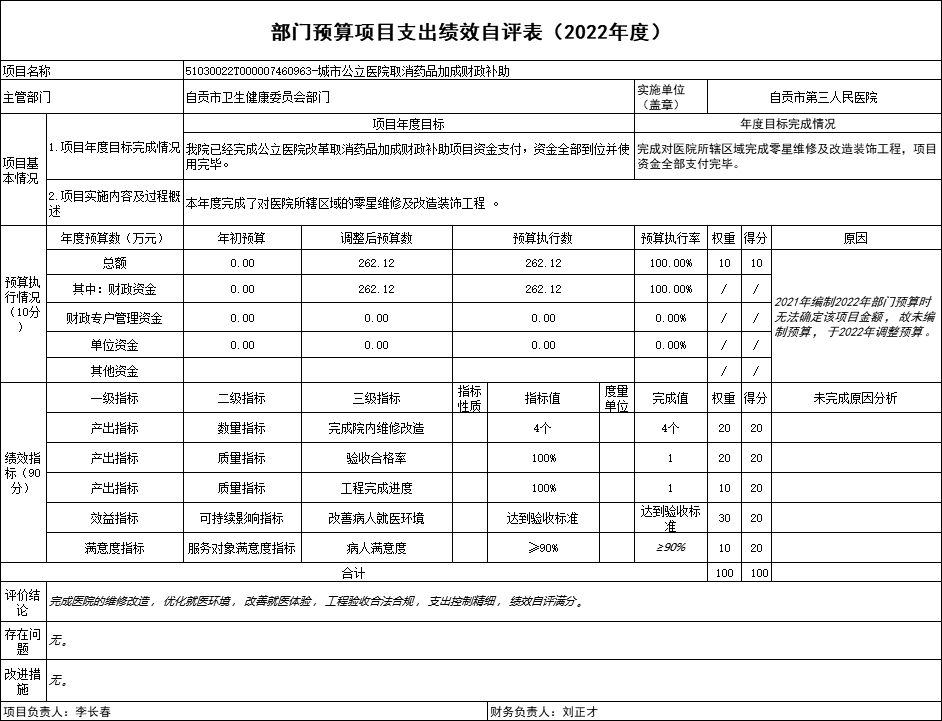 部门预算项目支出绩效自评表（2022年度）
项目名称 51030022T000007460963-城市公立医院取消药品加成财政补助
主管部门 自贡市卫生健康委员会部门 实施单位（盖章） 自贡市第三人民医院
项目基本情况 项目年度目标 年度目标完成情况
1.项目年度目标完成情况 我院已经完成公立医院改革取消药品加成财政补助项目资金支付，资金全部到位并使用完毕。 完成对医院所辖区域完成零星维修及改造装饰工程，项目资金全部支付完毕。
2.项目实施内容及过程概述 本年度完成了对医院所辖区域的零星维修及改造装饰工程 。
预算执行情况（10分） 年度预算数（万元） 年初预算 调整后预算数 预算执行数 预算执行率 权重 得分 原因
总额 0.00 262.12 262.12 100.00% 10 10 2021年编制2022年部门预算时无法确定该项目金额，故未编制预算，于2022年调整预算。
其中：财政资金 0.00 262.12 262.12 100.00% / /
财政专户管理资金 0.00 0.00 0.00 0.00% / /
单位资金 0.00 0.00 0.00 0.00% / /
其他资金 / /
绩效指标（90分） 一级指标 二级指标 三级指标 指标性质 指标值 度量单位 完成值 权重 得分 未完成原因分析
产出指标 数量指标 完成院内维修改造 4个 4个 20 20
产出指标 质量指标 验收合格率 100% 1 20 20
产出指标 质量指标 工程完成进度 100% 1 10 20
效益指标 可持续影响指标 改善病人就医环境 达到验收标准 达到验收标准 30 20
满意度指标 服务对象满意度指标 病人满意度 ≥90% ≥90% 10 20
合计 100 100
评价结论 完成医院的维修改造，优化就医环境，改善就医体验，工程验收合法合规，支出控制精细，绩效自评满分。
存在问题 无。
改进措施 无。
项目负责人：李长春 财务负责人：刘正才